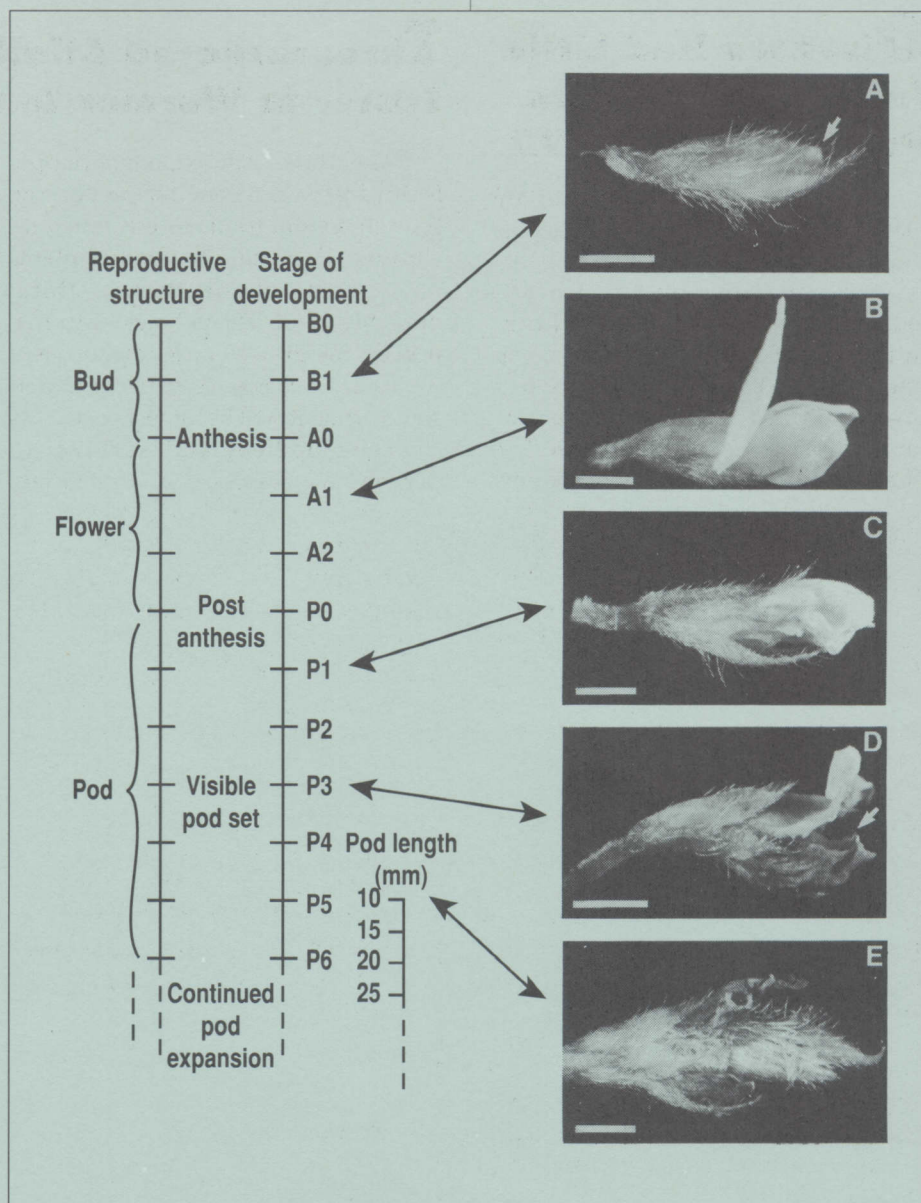 A
B
C
D
E
Reproductive structure
Stage of development
Bud
Flower
Pod
Anthesis
Post anthesis
Visible pod set
Continued pod expansion
B0
B1
A0
A1
A2
P0
P1
P2
P3
P4
P5
P6
Pod length (mm)
10
15
20
25